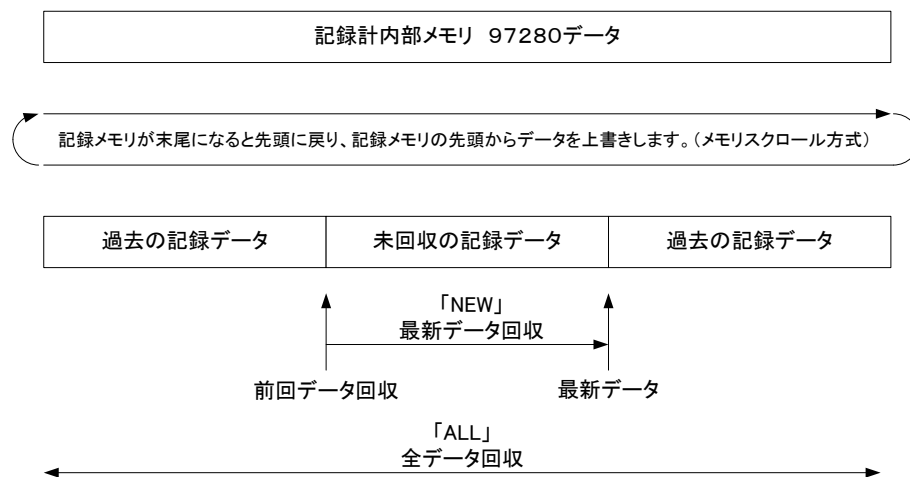 記録計内部メモリ 97280データ
記録メモリが末尾になると先頭に戻り、記録メモリの先頭からデータを上書きします。(メモリスクロール方式)
過去の記録データ 未回収の記録データ 過去の記録データ
「NEW」
最新データ回収
前回データ回収 最新データ
「ALL」
全データ回収